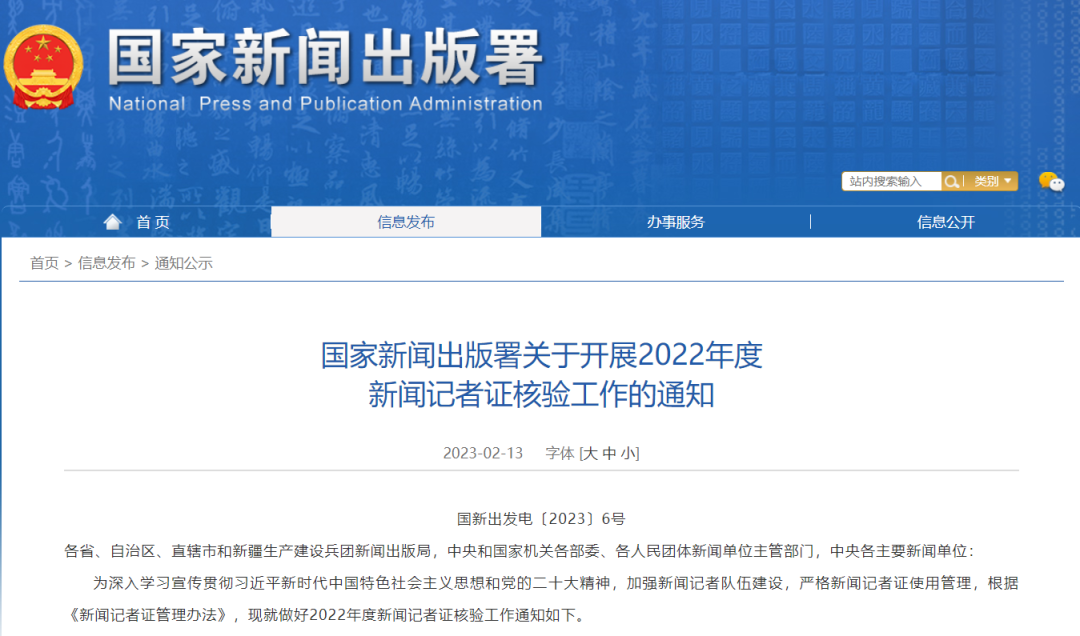 国家新闻出版署
National Press and Publication Administration
站内搜索输入 类别
首页 信息发布 办事服务 信息公开
首页 > 信息发布 > 通知公示
国家新闻出版署关于开展2022年度
新闻记者证核验工作的通知
2023-02-13 字体 [大 中 小]
国新出发电〔2023〕6号
各省、自治区、直辖市和新疆生产建设兵团新闻出版局，中央和国家机关各部委、各人民团体新闻单位主管部门，中央各主要新闻单位：
为深入学习宣传贯彻习近平新时代中国特色社会主义思想和党的二十大精神，加强新闻记者队伍建设，严格新闻记者证使用管理，根据
《新闻记者证管理办法》，现就做好2022年度新闻记者证核验工作通知如下。